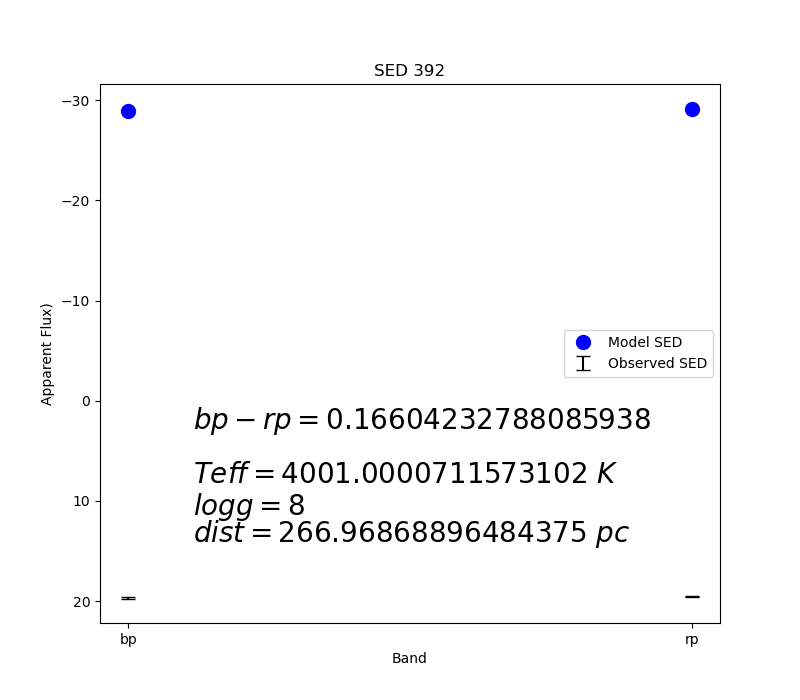 SED 392
−30
−20
−10
0
10
20
Apparent Flux)
Model SED
Observed SED
bp − rp = 0.16604232788085938
Teff = 4001.0000711573102 K
logg = 8
dist = 266.96868896484375 pc
bp
rp
Band